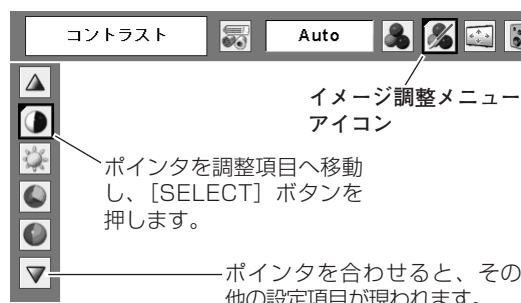 コントラスト Auto
イメージ調整メニュー
アイコン
ポインタを調整項目へ移動
し、［SELECT］ボタンを
押します。
ポインタを合わせると、その
他の設定項目が現われます。